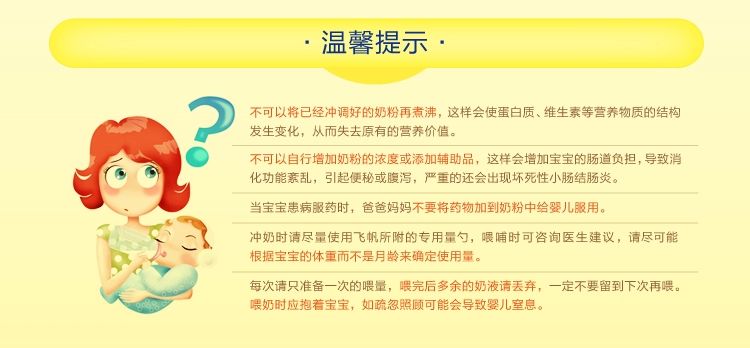 · 温馨提示 ·
不可以将已经冲调好的奶粉再煮沸，这样会使蛋白质、维生素等营养物质的结构
发生变化，从而失去原有的营养价值。
不可以自行增加奶粉的浓度或添加辅助品，这样会增加宝宝的肠道负担，导致消
化功能紊乱，引起便秘或腹泻，严重的还会出现坏死性小肠结肠炎。
当宝宝患病服药时，爸爸妈妈不要将药物加到奶粉中给婴儿服用。
冲奶时请尽量使用飞帆所附的专用量勺，喂哺时可咨询医生建议，请尽可能
根据宝宝的体重而不是月龄来确定使用量。
每次请只准备一次的喂量，喂完后多余的奶液请丢弃，一定不要留到下次再喂。
喂奶时应抱着宝宝，如疏忽照顾可能会导致婴儿窒息。